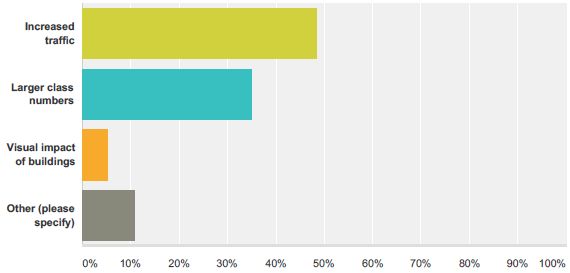 Increased
traffic
Larger class
numbers
Visual impact
of buildings
Other (please
specify)
0% 10% 20% 30% 40% 50% 60% 70% 80% 90% 100%